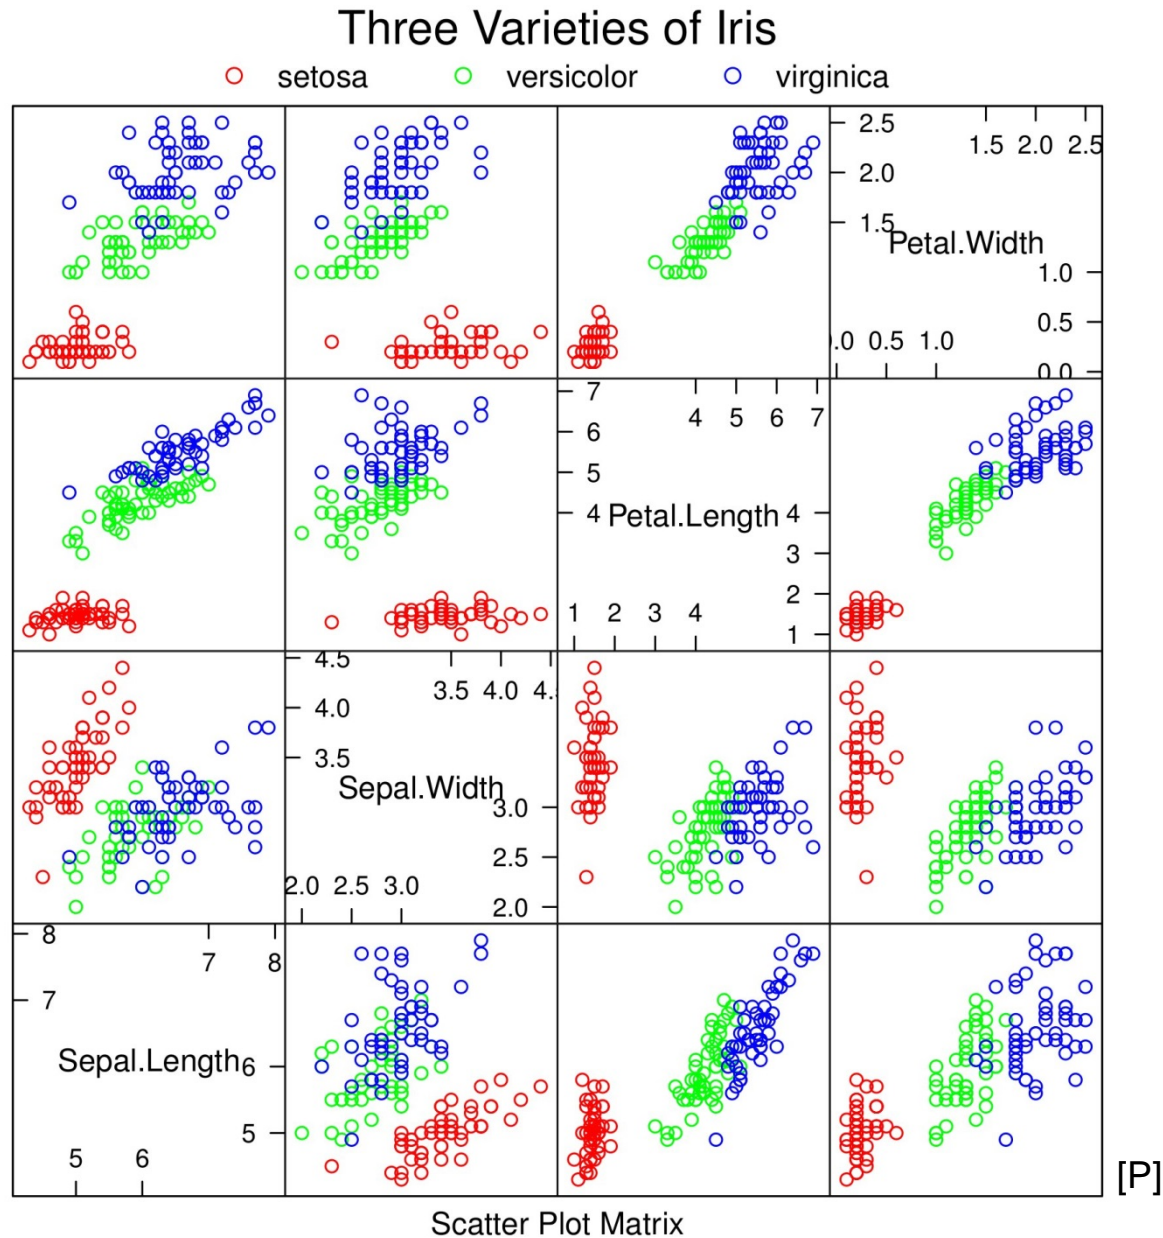 Three Varieties of Iris
setosa versicolor virginica
2.5 1.5 2.0 2.5
2.0
1.5
Petal.Width
1.0
0.5
.0 0.5 1.0
0.0
7 4 5 6 7
6
5
4 Petal.Length 4
3
2
1 2 3 4
1
4.5 3.5 4.0 4.
4.0
3.5
Sepal.Width
3.0
2.5
2.0 2.5 3.0
2.0
8 7 8
7
Sepal.Length 6
5
5 6
[P]
Scatter Plot Matrix